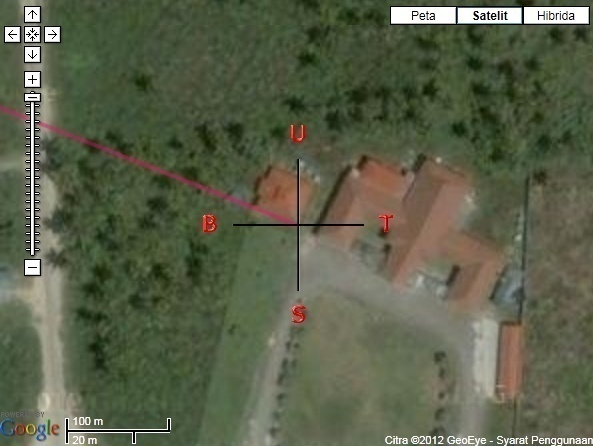 Peta Satelit Hibrida
U
B T
S
POWERED BY
Google
100 m
20 m
Citra ©2012 GeoEye - Syarat Penggunaan